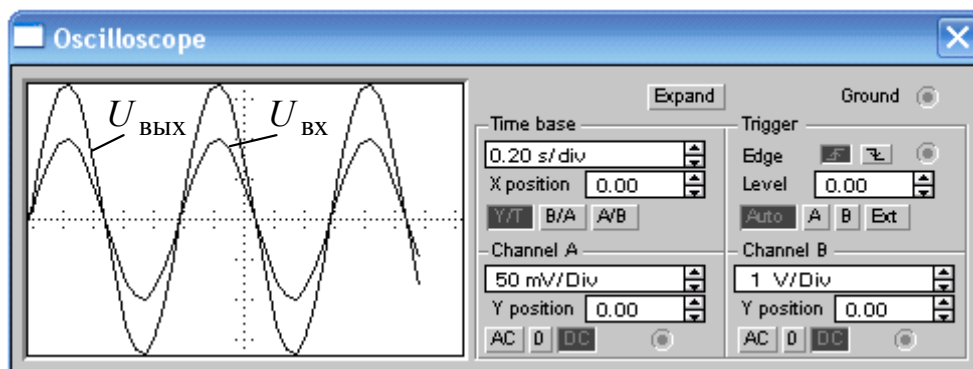 Oscilloscope
U вых
U вх
Expand
Ground
Time base
0.20 s/div
X position 0.00
Y/T B/A A/B
Trigger
Edge
Level 0.00
Auto A B Ext
Channel A
50 mV/Div
Y position 0.00
AC 0 DC
Channel B
1 V/Div
Y position 0.00
AC 0 DC